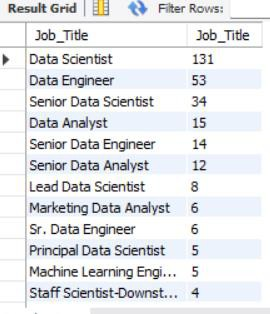 Result Grid Filter Rows:
Job_Title Job_Title
Data Scientist 131
Data Engineer 53
Senior Data Scientist 34
Data Analyst 15
Senior Data Engineer 14
Senior Data Analyst 12
Lead Data Scientist 8
Marketing Data Analyst 6
Sr. Data Engineer 6
Principal Data Scientist 5
Machine Learning Engi... 5
Staff Scientist-Downst... 4